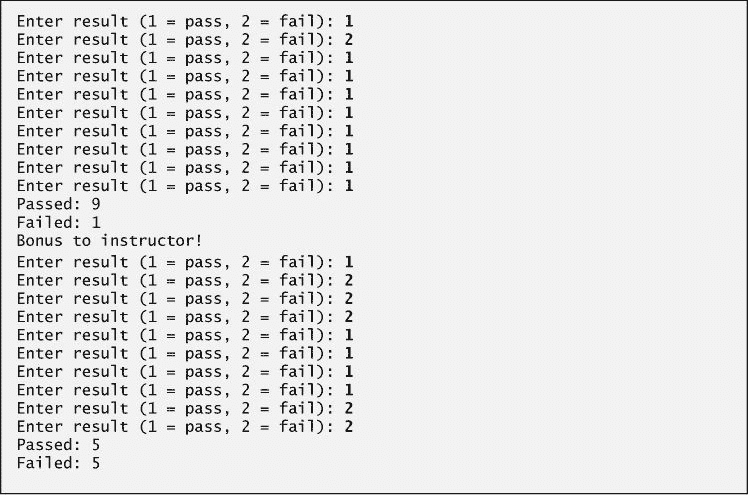 Enter result (1 = pass, 2 = fail): 1
Enter result (1 = pass, 2 = fail): 2
Enter result (1 = pass, 2 = fail): 1
Enter result (1 = pass, 2 = fail): 1
Enter result (1 = pass, 2 = fail): 1
Enter result (1 = pass, 2 = fail): 1
Enter result (1 = pass, 2 = fail): 1
Enter result (1 = pass, 2 = fail): 1
Enter result (1 = pass, 2 = fail): 1
Enter result (1 = pass, 2 = fail): 1
Passed: 9
Failed: 1
Bonus to instructor!
Enter result (1 = pass, 2 = fail): 1
Enter result (1 = pass, 2 = fail): 2
Enter result (1 = pass, 2 = fail): 2
Enter result (1 = pass, 2 = fail): 2
Enter result (1 = pass, 2 = fail): 1
Enter result (1 = pass, 2 = fail): 1
Enter result (1 = pass, 2 = fail): 1
Enter result (1 = pass, 2 = fail): 1
Enter result (1 = pass, 2 = fail): 2
Enter result (1 = pass, 2 = fail): 2
Passed: 5
Failed: 5